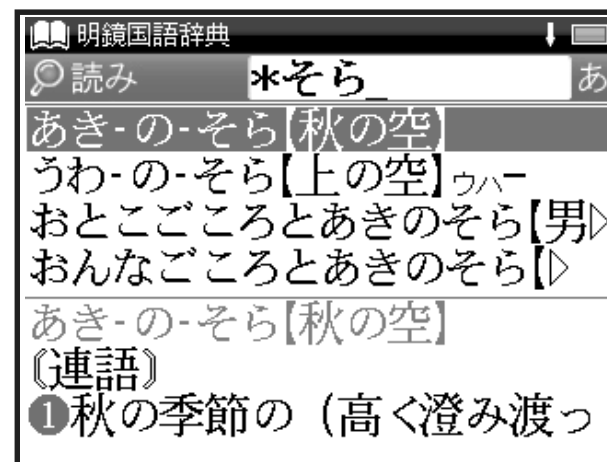 明鏡国語辞典
読み *そら_ あ
あき-の-そら【秋の空】
うわ-の-そら【上の空】ゥハー
おとこごころとあきのそら【男▷
おんなごころとあきのそら【▷
あき-の-そら【秋の空】
〘連語〙
❶秋の季節の（高く澄み渡っ